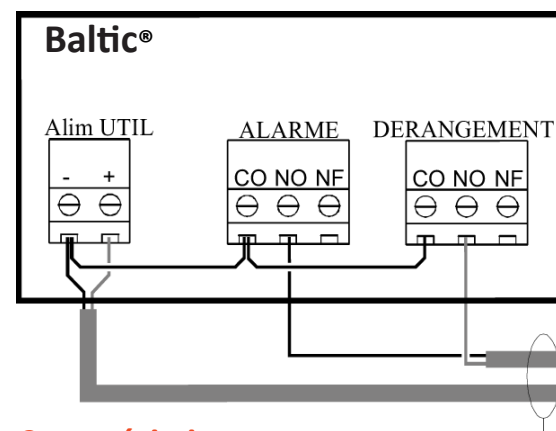 Baltic®
Alim UTIL
ALARME
DERANGEMENT
- +
CO NO NF
CO NO NF